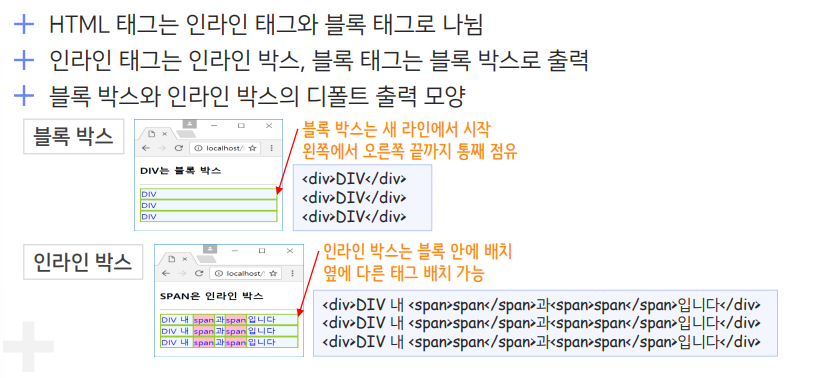 HTML 태그는 인라인 태그와 블록 태그로 나뉨
인라인 태그는 인라인 박스, 블록 태그는 블록 박스로 출력
블록 박스와 인라인 박스의 디폴트 출력 모양
블록 박스
localhost/
DIV는 블록 박스
DIV
DIV
DIV
블록 박스는 새 라인에서 시작
왼쪽에서 오른쪽 끝까지 통째 점유
<div>DIV</div>
<div>DIV</div>
<div>DIV</div>
인라인 박스
localhost/
SPAN은 인라인 박스
DIV 내 span과span입니다
DIV 내 span과span입니다
DIV 내 span과span입니다
인라인 박스는 블록 안에 배치
옆에 다른 태그 배치 가능
<div>DIV 내 <span>span</span>과<span>span</span>입니다</div>
<div>DIV 내 <span>span</span>과<span>span</span>입니다</div>
<div>DIV 내 <span>span</span>과<span>span</span>입니다</div>